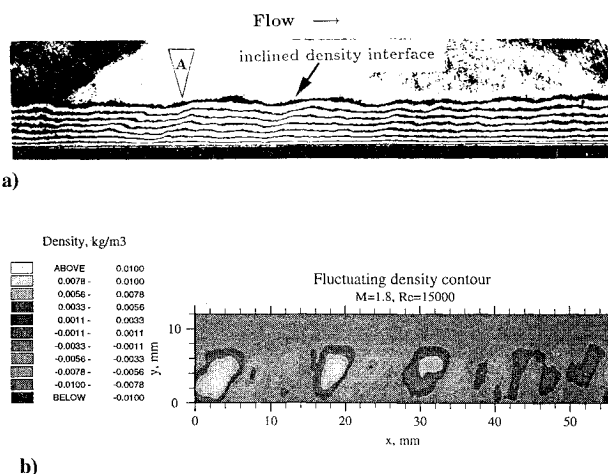 Flow →
A
inclined density interface
a)
Density, kg/m3
ABOVE 0.0100
0.0078 - 0.0100
0.0056 - 0.0078
0.0033 - 0.0056
0.0011 - 0.0033
-0.0011 - 0.0011
-0.0033 - -0.0011
-0.0056 - -0.0033
-0.0078 - -0.0056
-0.0100 - -0.0078
BELOW -0.0100
Fluctuating density contour
M=1.8, Re=15000
y, mm
10
0
0 10 20 30 40 50
x, mm
b)